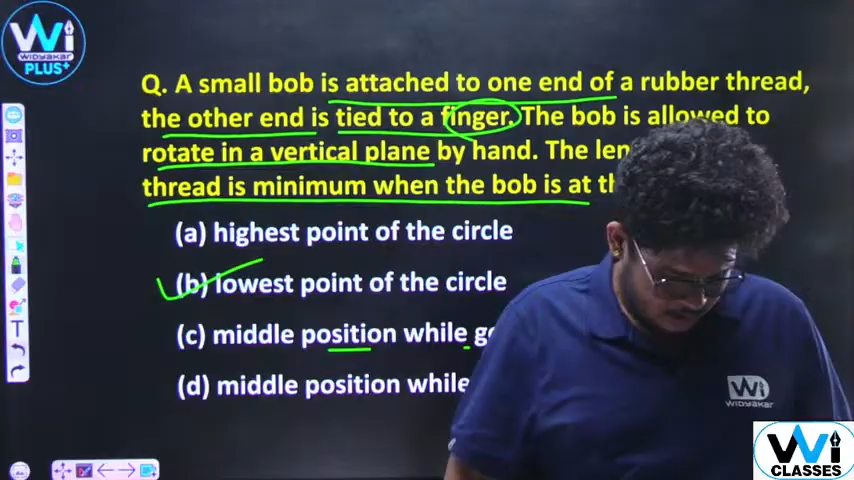 Widyakar
PLUS+
Q. A small bob is attached to one end of a rubber thread,
the other end is tied to a finger. The bob is allowed to
rotate in a vertical plane by hand. The
thread is minimum when the bob is at
(a) highest point of the circle
(b) lowest point of the circle
(c) middle position while
(d) middle position while
WIDYAKAR
CLASSES